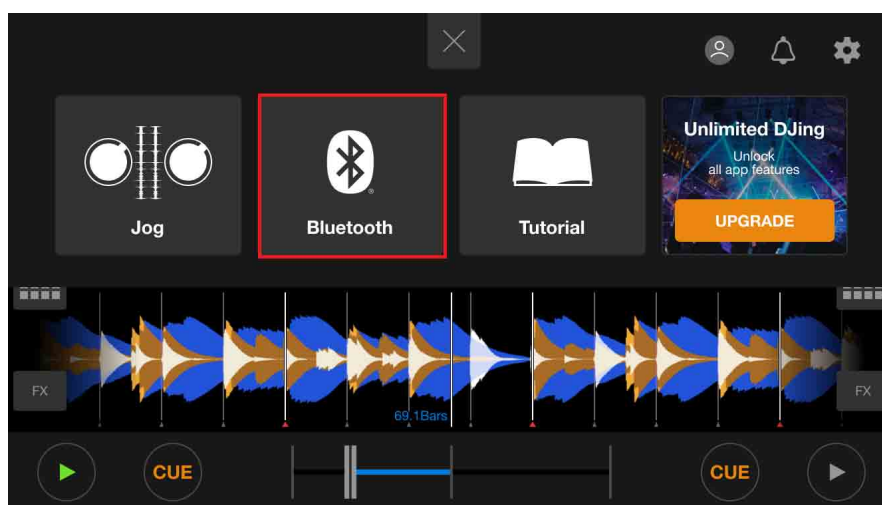 Unlimited DJing
Unlock
all app features
UPGRADE
Jog
Bluetooth
Tutorial
FX
FX
69.1Bars
CUE
CUE